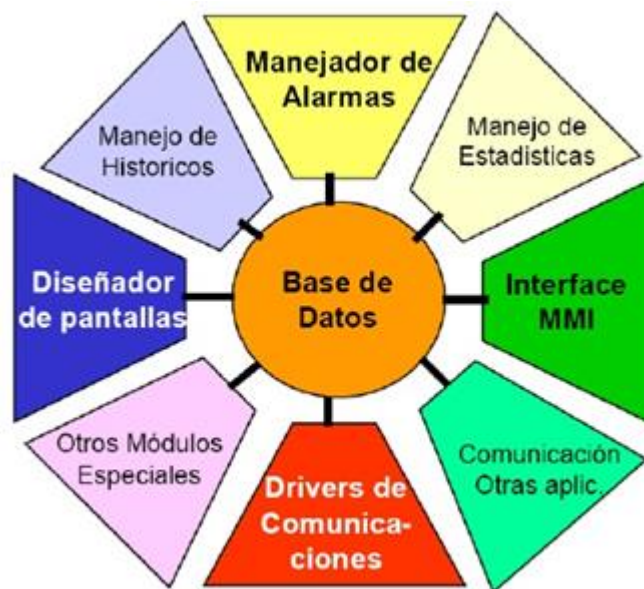 Manejador de
Alarmas
Manejo de
Historicos
Manejo de
Estadisticas
Diseñador
de pantallas
Base de
Datos
Interface
MMI
Otros Módulos
Especiales
Drivers de
Comunica-
ciones
Comunicación
Otras aplic.